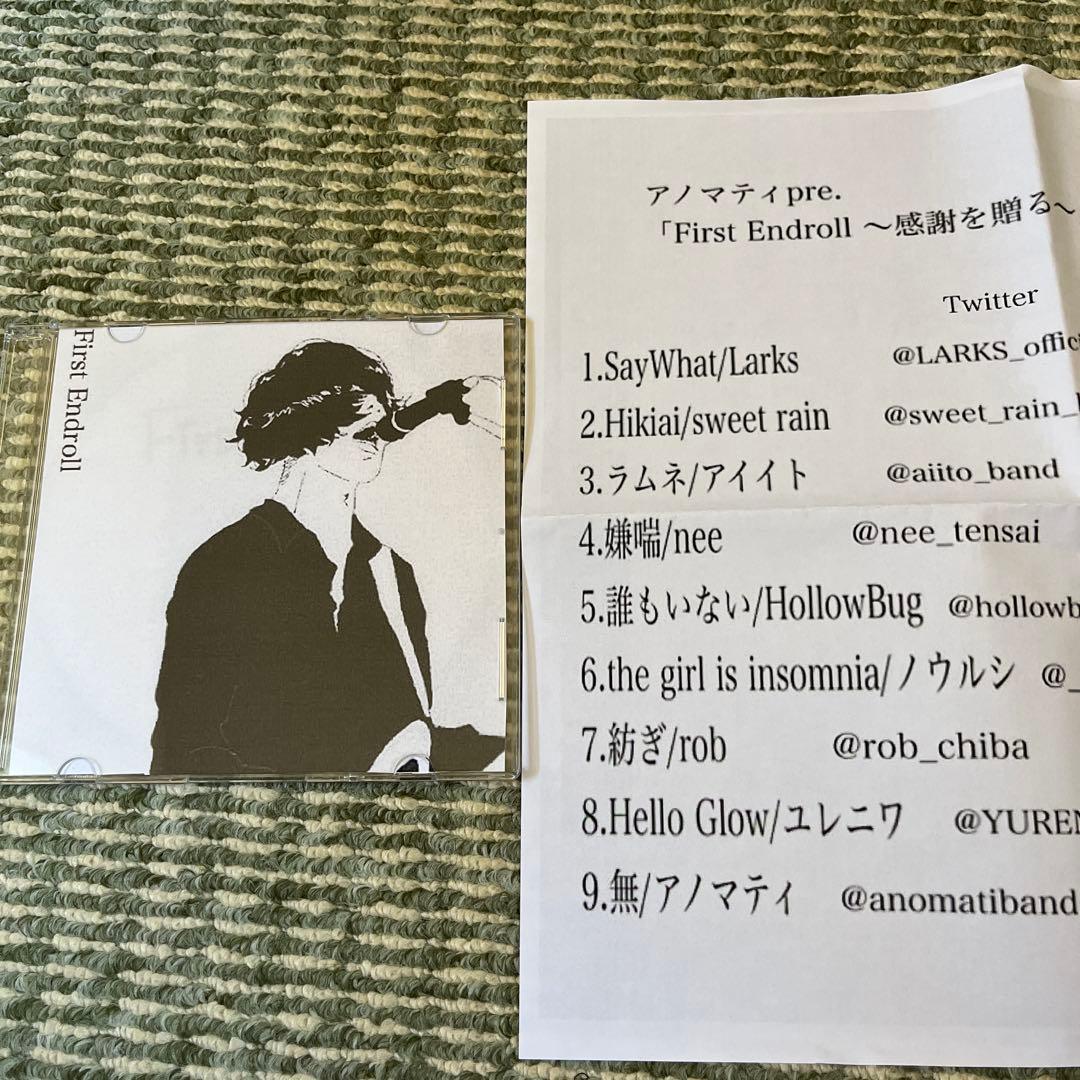 First Endroll
アノマティpre.
「First Endroll ～感謝を贈る～
Twitter
1.SayWhat/Larks @LARKS_offic
2.Hikiai/sweet rain @sweet_rain_
3.ラムネ/アイイト @aiito_band
4.嫌喘/nee @nee_tensai
5.誰もいない/HollowBug @hollowb
6.the girl is insomnia/ノウルシ @_
7.紡ぎ/rob @rob_chiba
8.Hello Glow/ユレニワ @YUREN
9.無/アノマティ @anomatiband